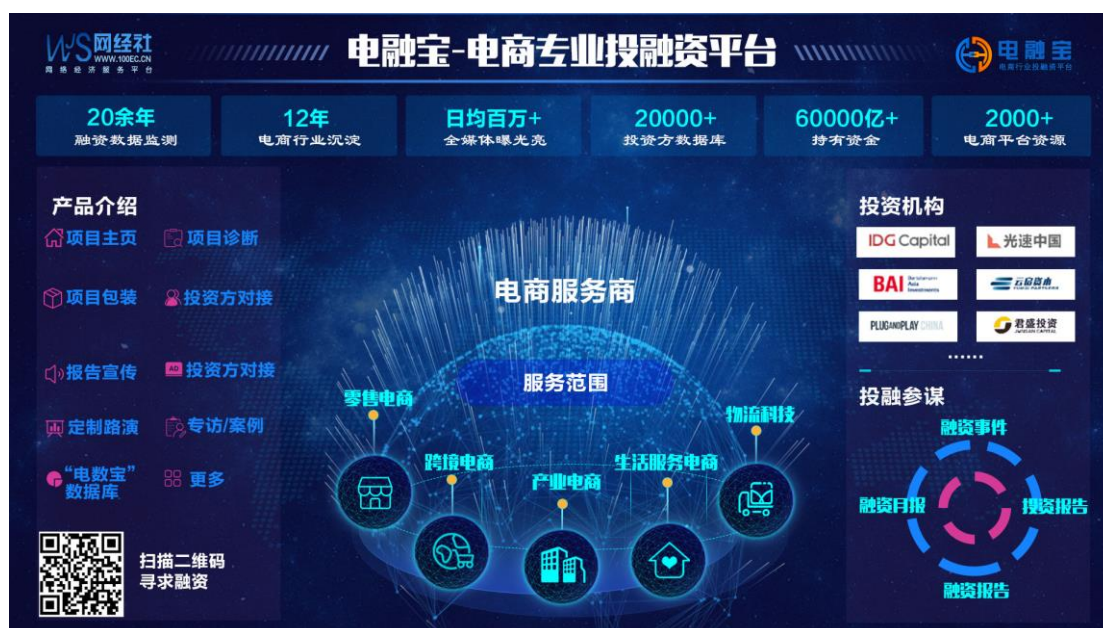 网经社
WWW.100EC.CN
网络经济服务平台
电融宝-电商专业投融资平台
电融宝
电商行业投融资平台
20余年
融资数据监测
12年
电商行业沉淀
日均百万+
全媒体曝光亮
20000+
投资方数据库
60000亿+
持有资金
2000+
电商平台资源
产品介绍
项目主页
项目诊断
项目包装
投资方对接
报告宣传
AD
投资方对接
定制路演
专访/案例
“电数宝”
数据库
更多
扫描二维码
寻求融资
电商服务商
服务范围
零售电商
跨境电商
产业电商
生活服务电商
物流科技
投资机构
IDG Capital
光速中国
BAI
Bertelsmann
Asia
Investments
云启资本
PLUGANDPLAY CHINA
君盛投资
······
投融参谋
融资事件
融资月报
投资报告
融资报告